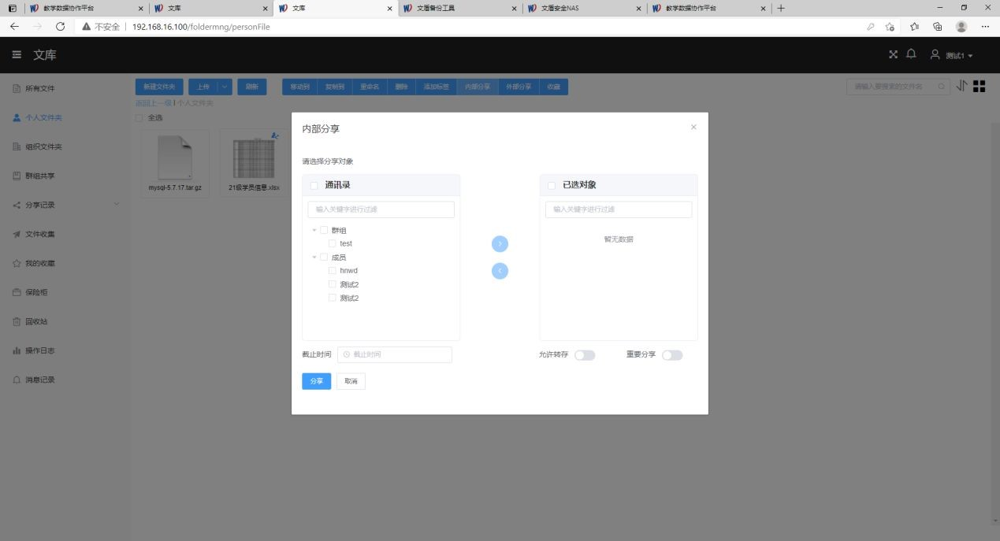 教学数据协作平台
文库
文库
文盾备份工具
文盾安全NAS
教学数据协作平台
不安全
192.168.16.100/foldermng/personFile
文库
测试1
所有文件
个人文件夹
组织文件夹
群组共享
分享记录
文件收集
我的收藏
保险柜
回收站
操作日志
消息记录
新建文件夹 上传 刷新 移动到 复制到 重命名 删除 添加标签 内部分享 外部分享 收藏
请输入要搜索的文件名
返回上一级 | 个人文件夹
全选
mysql-5.7.17.tar.gz
21级学员信息.xlsx
内部分享
请选择分享对象
通讯录
输入关键字进行过滤
群组
test
成员
hnwd
测试2
测试2
已选对象
输入关键字进行过滤
暂无数据
截止时间 截止时间
允许转存 重要分享
分享 取消